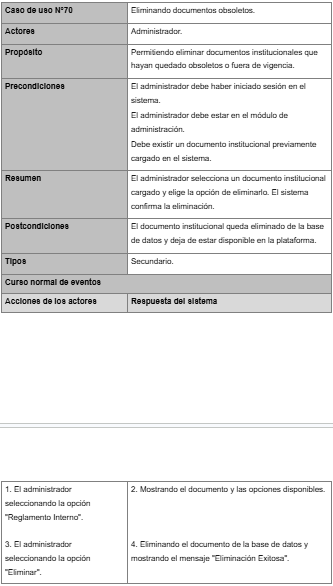 Caso de uso N°70
Eliminando documentos obsoletos.
Actores
Administrador.
Propósito
Permitiendo eliminar documentos institucionales que
hayan quedado obsoletos o fuera de vigencia.
Precondiciones
El administrador debe haber iniciado sesión en el
sistema.
El administrador debe estar en el módulo de
administración.
Debe existir un documento institucional previamente
cargado en el sistema.
Resumen
El administrador selecciona un documento institucional
cargado y elige la opción de eliminarlo. El sistema
confirma la eliminación.
Postcondiciones
El documento institucional queda eliminado de la base
de datos y deja de estar disponible en la plataforma.
Tipos
Secundario.
Curso normal de eventos
Acciones de los actores
Respuesta del sistema
1. El administrador
seleccionando la opción
"Reglamento Interno".
2. Mostrando el documento y las opciones disponibles.
3. El administrador
seleccionando la opción
"Eliminar".
4. Eliminando el documento de la base de datos y
mostrando el mensaje "Eliminación Exitosa".